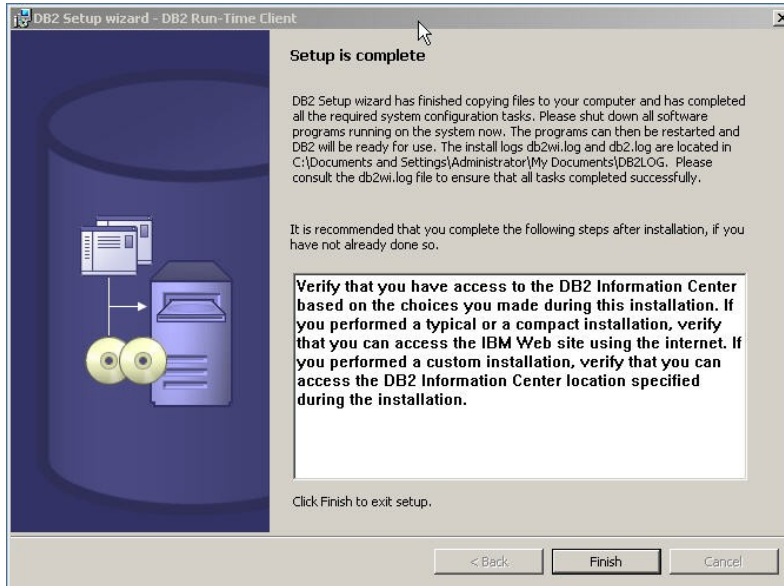 DB2 Setup wizard - DB2 Run-Time Client
Setup is complete
DB2 Setup wizard has finished copying files to your computer and has completed
all the required system configuration tasks. Please shut down all software
programs running on the system now. The programs can then be restarted and
DB2 will be ready for use. The install logs db2wi.log and db2.log are located in
C:\Documents and Settings\Administrator\My Documents\DB2LOG. Please
consult the db2wi.log file to ensure that all tasks completed successfully.
It is recommended that you complete the following steps after installation, if you
have not already done so.
Verify that you have access to the DB2 Information Center
based on the choices you made during this installation. If
you performed a typical or a compact installation, verify
that you can access the IBM Web site using the internet. If
you performed a custom installation, verify that you can
access the DB2 Information Center location specified
during the installation.
Click Finish to exit setup.
< Back
Finish
Cancel